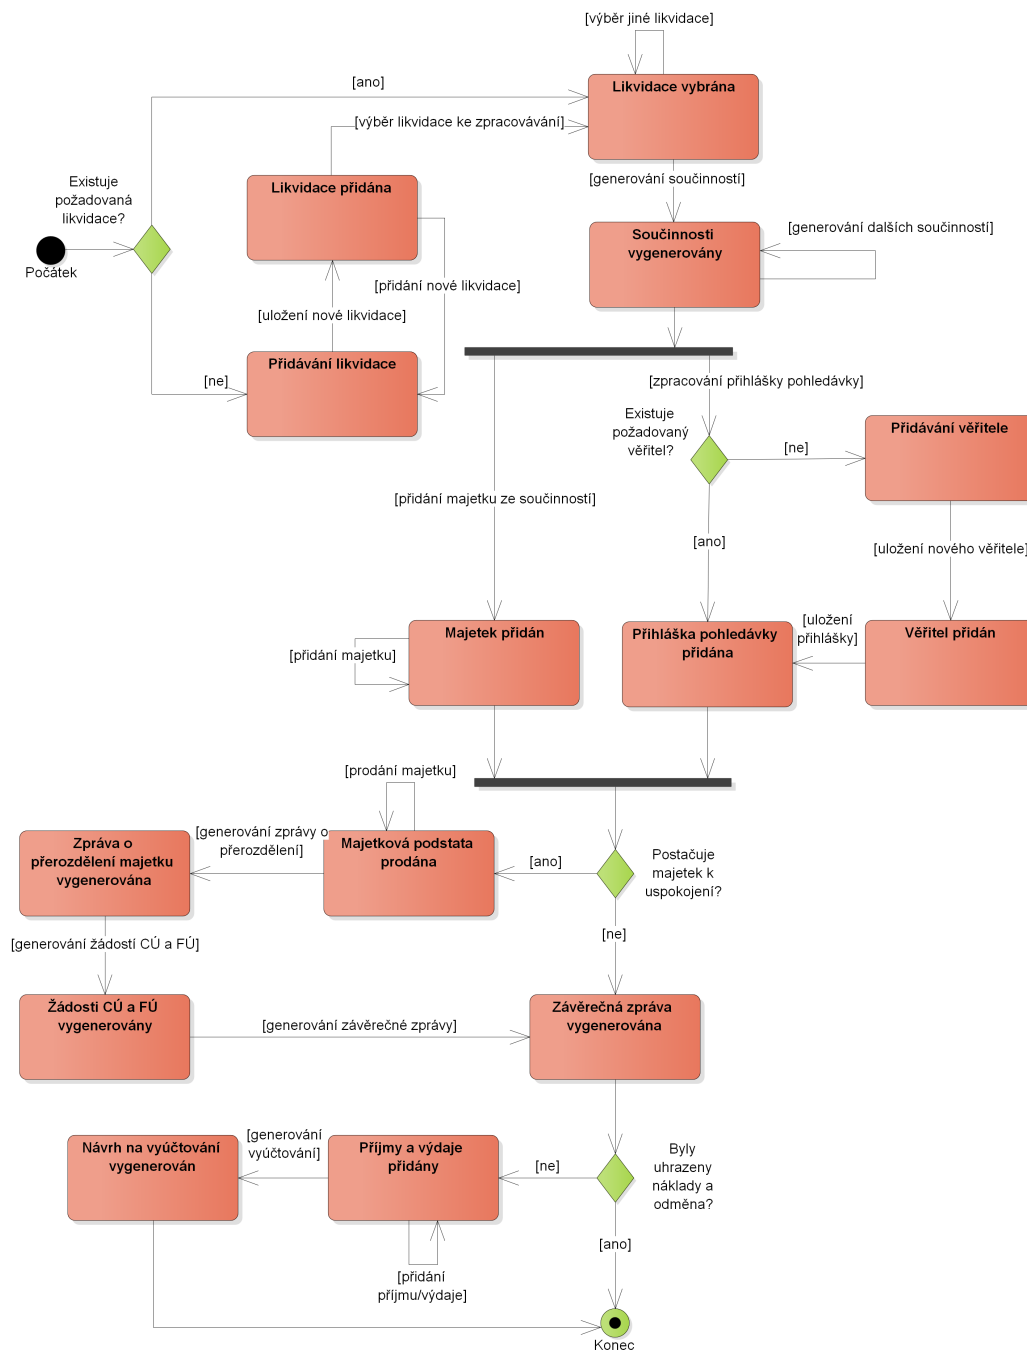 [výběr jiné likvidace]
Likvidace vybrána
[ano]
[výběr likvidace ke zpracovávání]
Existuje
požadovaná
likvidace?
Počátek
Likvidace přidána
[generování součinností]
Součinnosti
vygenerovány
[generování dalších součinností]
[přidání nové likvidace]
[uložení nové likvidace]
Přidávání likvidace
[ne]
[zpracování přihlášky pohledávky]
Existuje
požadovaný
věřitel?
[ne]
Přidávání věřitele
[přidání majetku ze součinností]
[ano]
[uložení nového věřitele]
Majetek přidán
[přidání majetku]
Přihláška pohledávky
přidána
[uložení
přihlášky]
Věřitel přidán
[prodání majetku]
Majetková podstata
prodána
[generování zprávy o
přerozdělení]
Zpráva o
přerozdělení majetku
vygenerována
[ano]
Postačuje
majetek k
uspokojení?
[ne]
[generování žádostí CÚ a FÚ]
Žádosti CÚ a FÚ
vygenerovány
[generování závěrečné zprávy]
Závěrečná zpráva
vygenerována
Návrh na vyúčtování
vygenerován
[generování
vyúčtování]
Příjmy a výdaje
přidány
[ne]
Byly
uhrazeny
náklady a
odměna?
[ano]
[přidání
příjmu/výdaje]
Konec